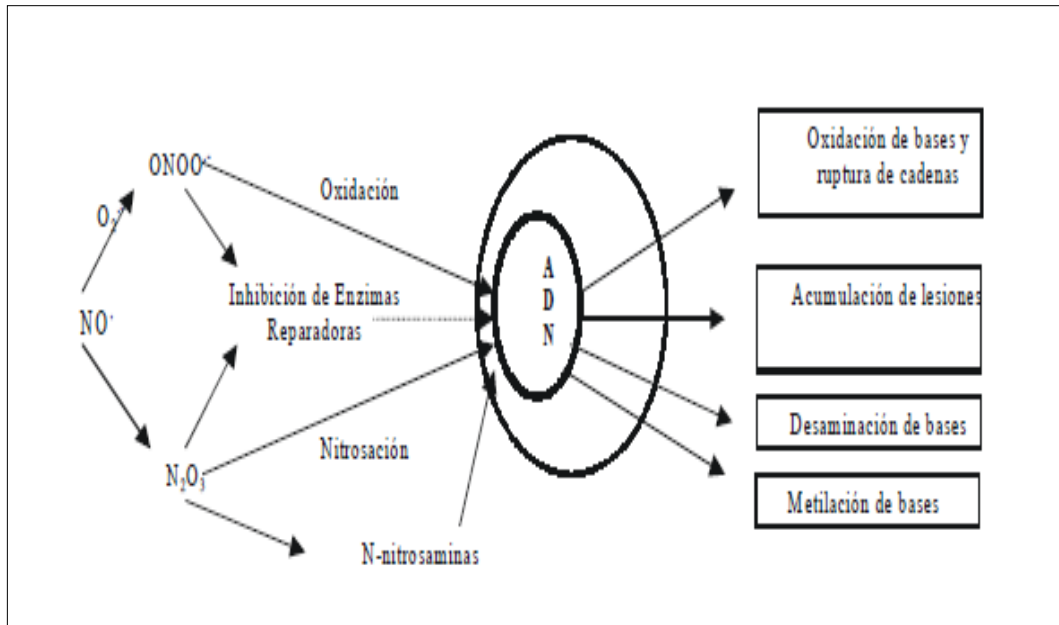 ONOO⁻
Oxidación
O₂
NO·
Inhibición de Enzimas
Reparadoras
Nitrosación
N₂O₃
N-nitrosaminas
A
D
N
Oxidación de bases y
ruptura de cadenas
Acumulación de lesiones
Desaminación de bases
Metilación de bases